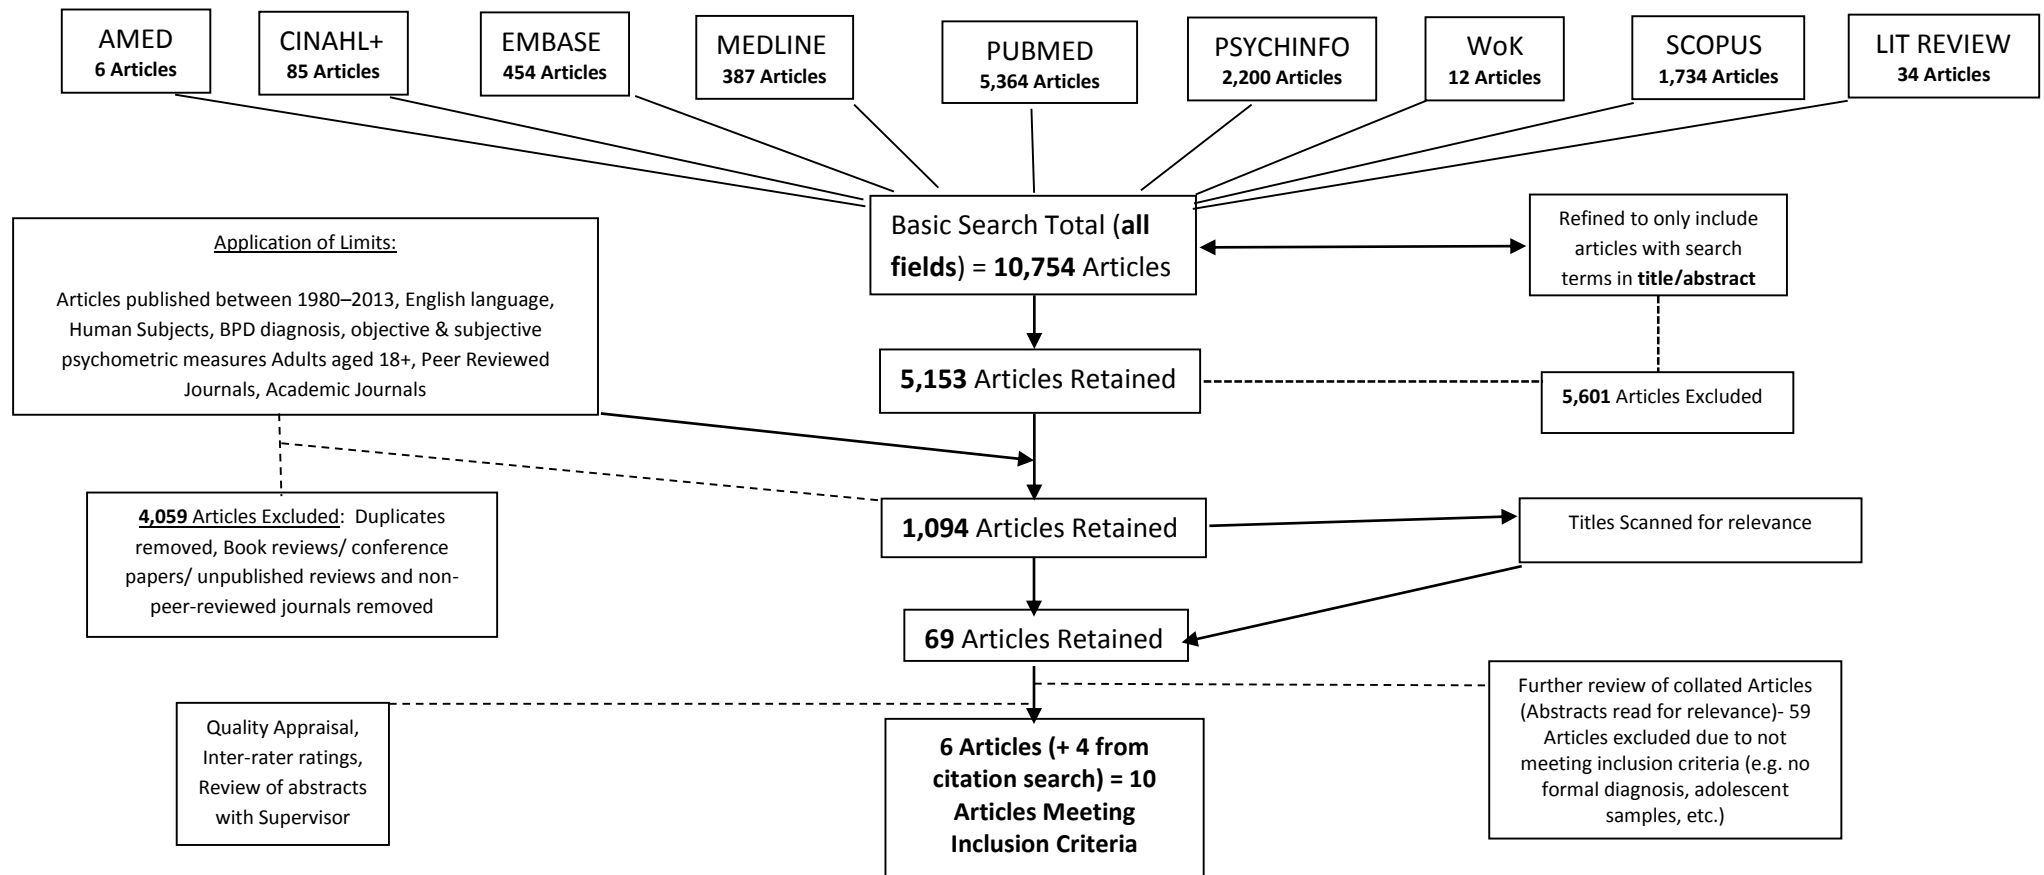 AMED
6 Articles
CINAHL+
85 Articles
EMBASE
454 Articles
MEDLINE
387 Articles
PUBMED
5,364 Articles
PSYCHINFO
2,200 Articles
WoK
12 Articles
SCOPUS
1,734 Articles
LIT REVIEW
34 Articles
Basic Search Total (all
fields) = 10,754 Articles
Refined to only include
articles with search
terms in title/abstract
Application of Limits:
Articles published between 1980–2013, English language,
Human Subjects, BPD diagnosis, objective & subjective
psychometric measures Adults aged 18+, Peer Reviewed
Journals, Academic Journals
5,153 Articles Retained
5,601 Articles Excluded
4,059 Articles Excluded: Duplicates
removed, Book reviews/ conference
papers/ unpublished reviews and non-
peer-reviewed journals removed
1,094 Articles Retained
Titles Scanned for relevance
69 Articles Retained
Quality Appraisal,
Inter-rater ratings,
Review of abstracts
with Supervisor
6 Articles (+ 4 from
citation search) = 10
Articles Meeting
Inclusion Criteria
Further review of collated Articles
(Abstracts read for relevance)- 59
Articles excluded due to not
meeting inclusion criteria (e.g. no
formal diagnosis, adolescent
samples, etc.)